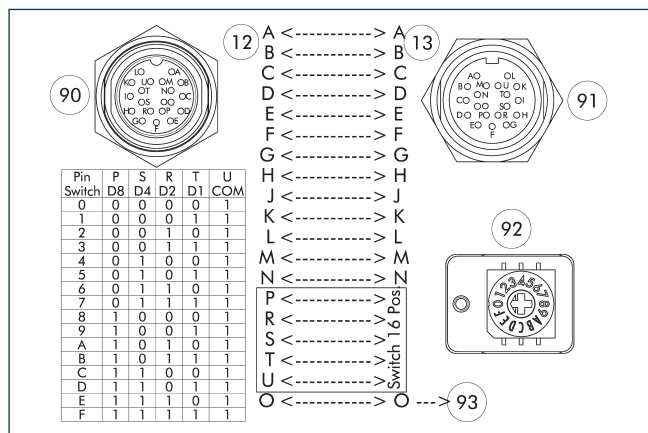 90
LO OA
KO UO OM OB
OT NO
IO OC
OS OO
HO RO OP OD
GO OE
F
Pin P S R T U
Switch D8 D4 D2 D1 COM
0 0 0 0 0 1
1 0 0 0 1 1
2 0 0 1 0 1
3 0 0 1 1 1
4 0 1 0 0 1
5 0 1 0 1 1
6 0 1 1 0 1
7 0 1 1 1 1
8 1 0 0 0 1
9 1 0 0 1 1
A 1 0 1 0 1
B 1 0 1 1 1
C 1 1 0 0 1
D 1 1 0 1 1
E 1 1 1 0 1
F 1 1 1 1 1
12
13
A <-------------> A
B <-------------> B
C <-------------> C
D <-------------> D
E <-------------> E
F <-------------> F
G <-------------> G
H <-------------> H
J <-------------> J
K <-------------> K
L <-------------> L
M <-------------> M
N <-------------> N
P <------------->
R <------------->
S <------------->
T <------------->
U <------------->
Switch 16 Pos.
O <-------------> O ---> 93
91
AO OL
BO MO OU OK
ON TO
CO OI
OO SO
DO PO OR OH
EO OG
F
92
0123456789ABCDEF